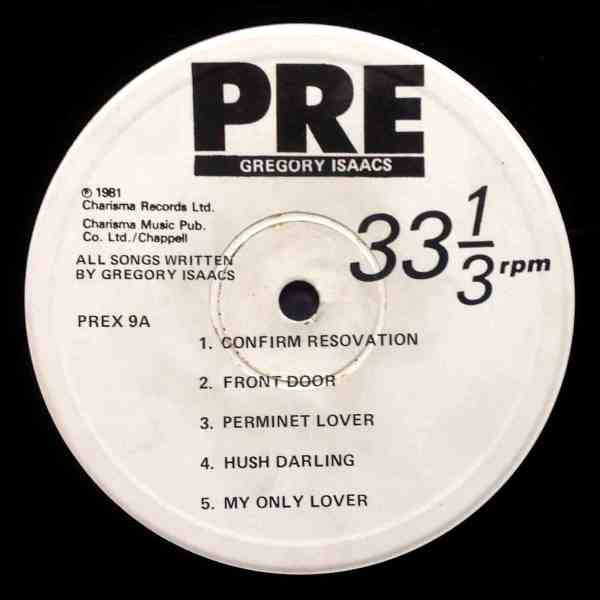 PRE
GREGORY ISAACS
℗ 1981
Charisma Records Ltd.
Charisma Music Pub.
Co. Ltd./Chappell
ALL SONGS WRITTEN
BY GREGORY ISAACS
33 1/3 rpm
PREX 9A
1. CONFIRM RESOVATION
2. FRONT DOOR
3. PERMINET LOVER
4. HUSH DARLING
5. MY ONLY LOVER